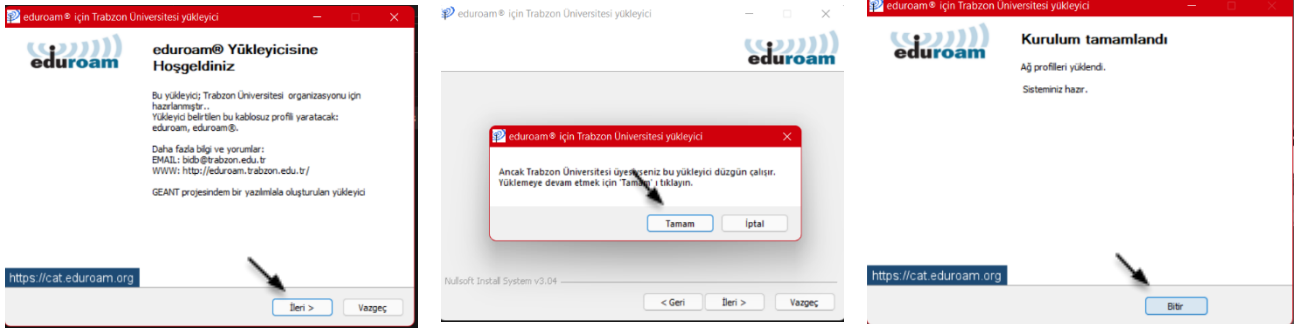 eduroam® için Trabzon Üniversitesi yükleyici
eduroam
eduroam® Yükleyicisine
Hoşgeldiniz
Bu yükleyici; Trabzon Üniversitesi organizasyonu için
hazırlanmıştr..
Yükleyici belirtilen bu kablosuz profili yaratacak:
eduroam, eduroam®.
Daha fazla bilgi ve yorumlar:
EMAIL: bidb@trabzon.edu.tr
WWW: http://eduroam.trabzon.edu.tr/
GEANT projesindem bir yazılımlala oluşturulan yükleyici
https://cat.eduroam.org
İleri >
Vazgeç
eduroam® için Trabzon Üniversitesi yükleyici
eduroam
eduroam® için Trabzon Üniversitesi yükleyici
Ancak Trabzon Üniversitesi üyesiyseniz bu yükleyici düzgün çalışır.
Yüklemeye devam etmek için 'Tamam' ı tıklayın.
Tamam
İptal
Nullsoft Install System v3.04
< Geri
İleri >
Vazgeç
eduroam® için Trabzon Üniversitesi yükleyici
eduroam
Kurulum tamamlandı
Ağ profilleri yüklendi.
Sisteminiz hazır.
https://cat.eduroam.org
Bitir